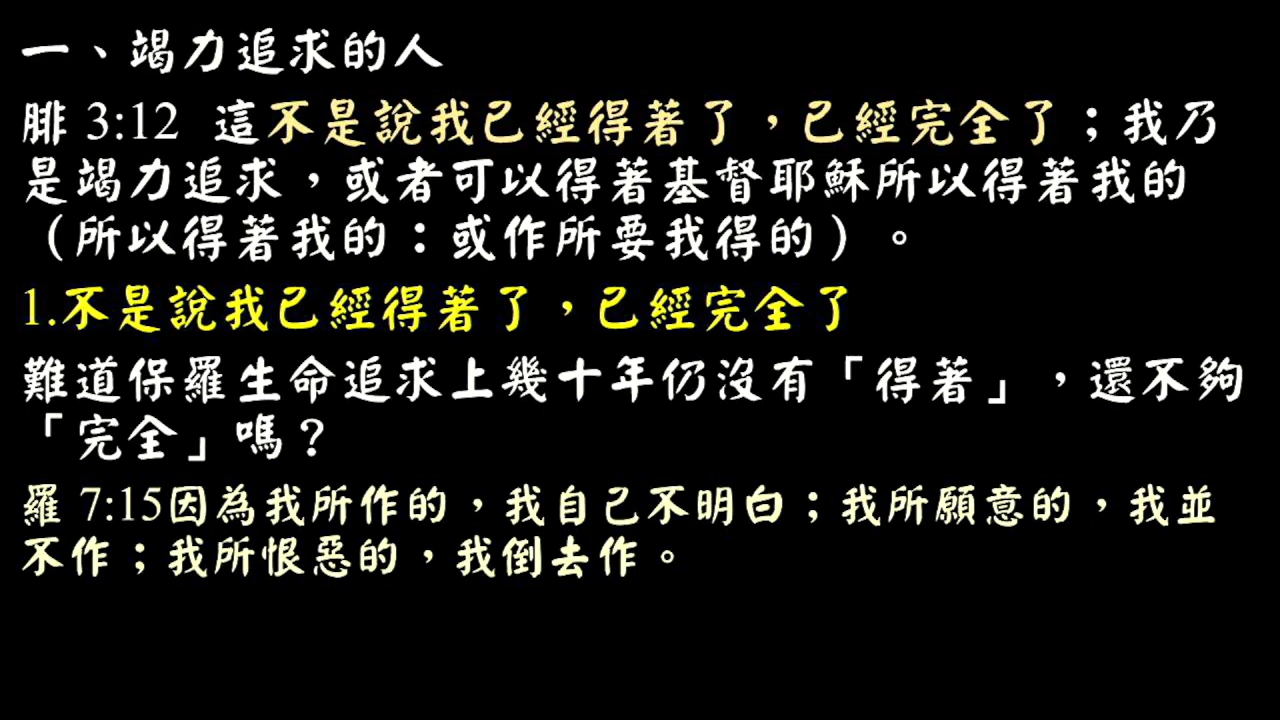 一、竭力追求的人
腓 3:12 這不是說我已經得著了，已經完全了；我乃
是竭力追求，或者可以得著基督耶穌所以得著我的
（所以得著我的：或作所要我得的）。
1.不是說我已經得著了，已經完全了
難道保羅生命追求上幾十年仍沒有「得著」，還不夠
「完全」嗎？
羅 7:15因為我所作的，我自己不明白；我所願意的，我並
不作；我所恨惡的，我倒去作。